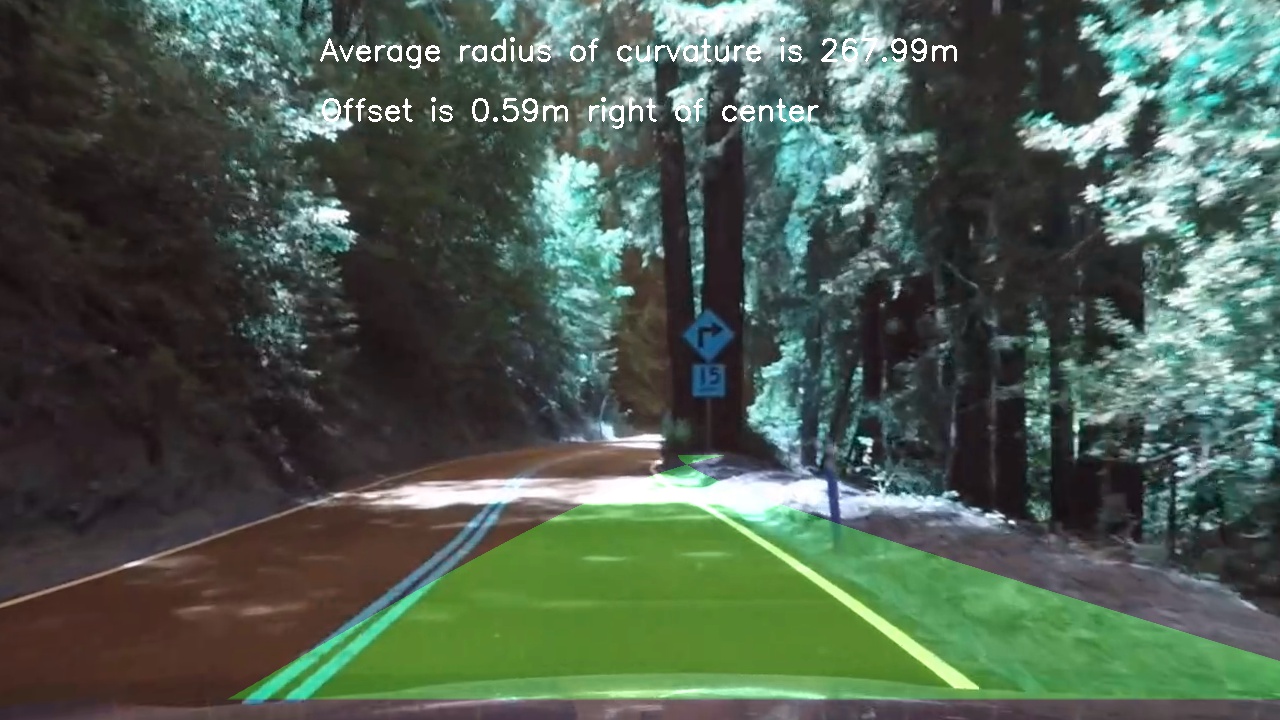 Average radius of curvature is 267.99m
Offset is 0.59m right of center
15